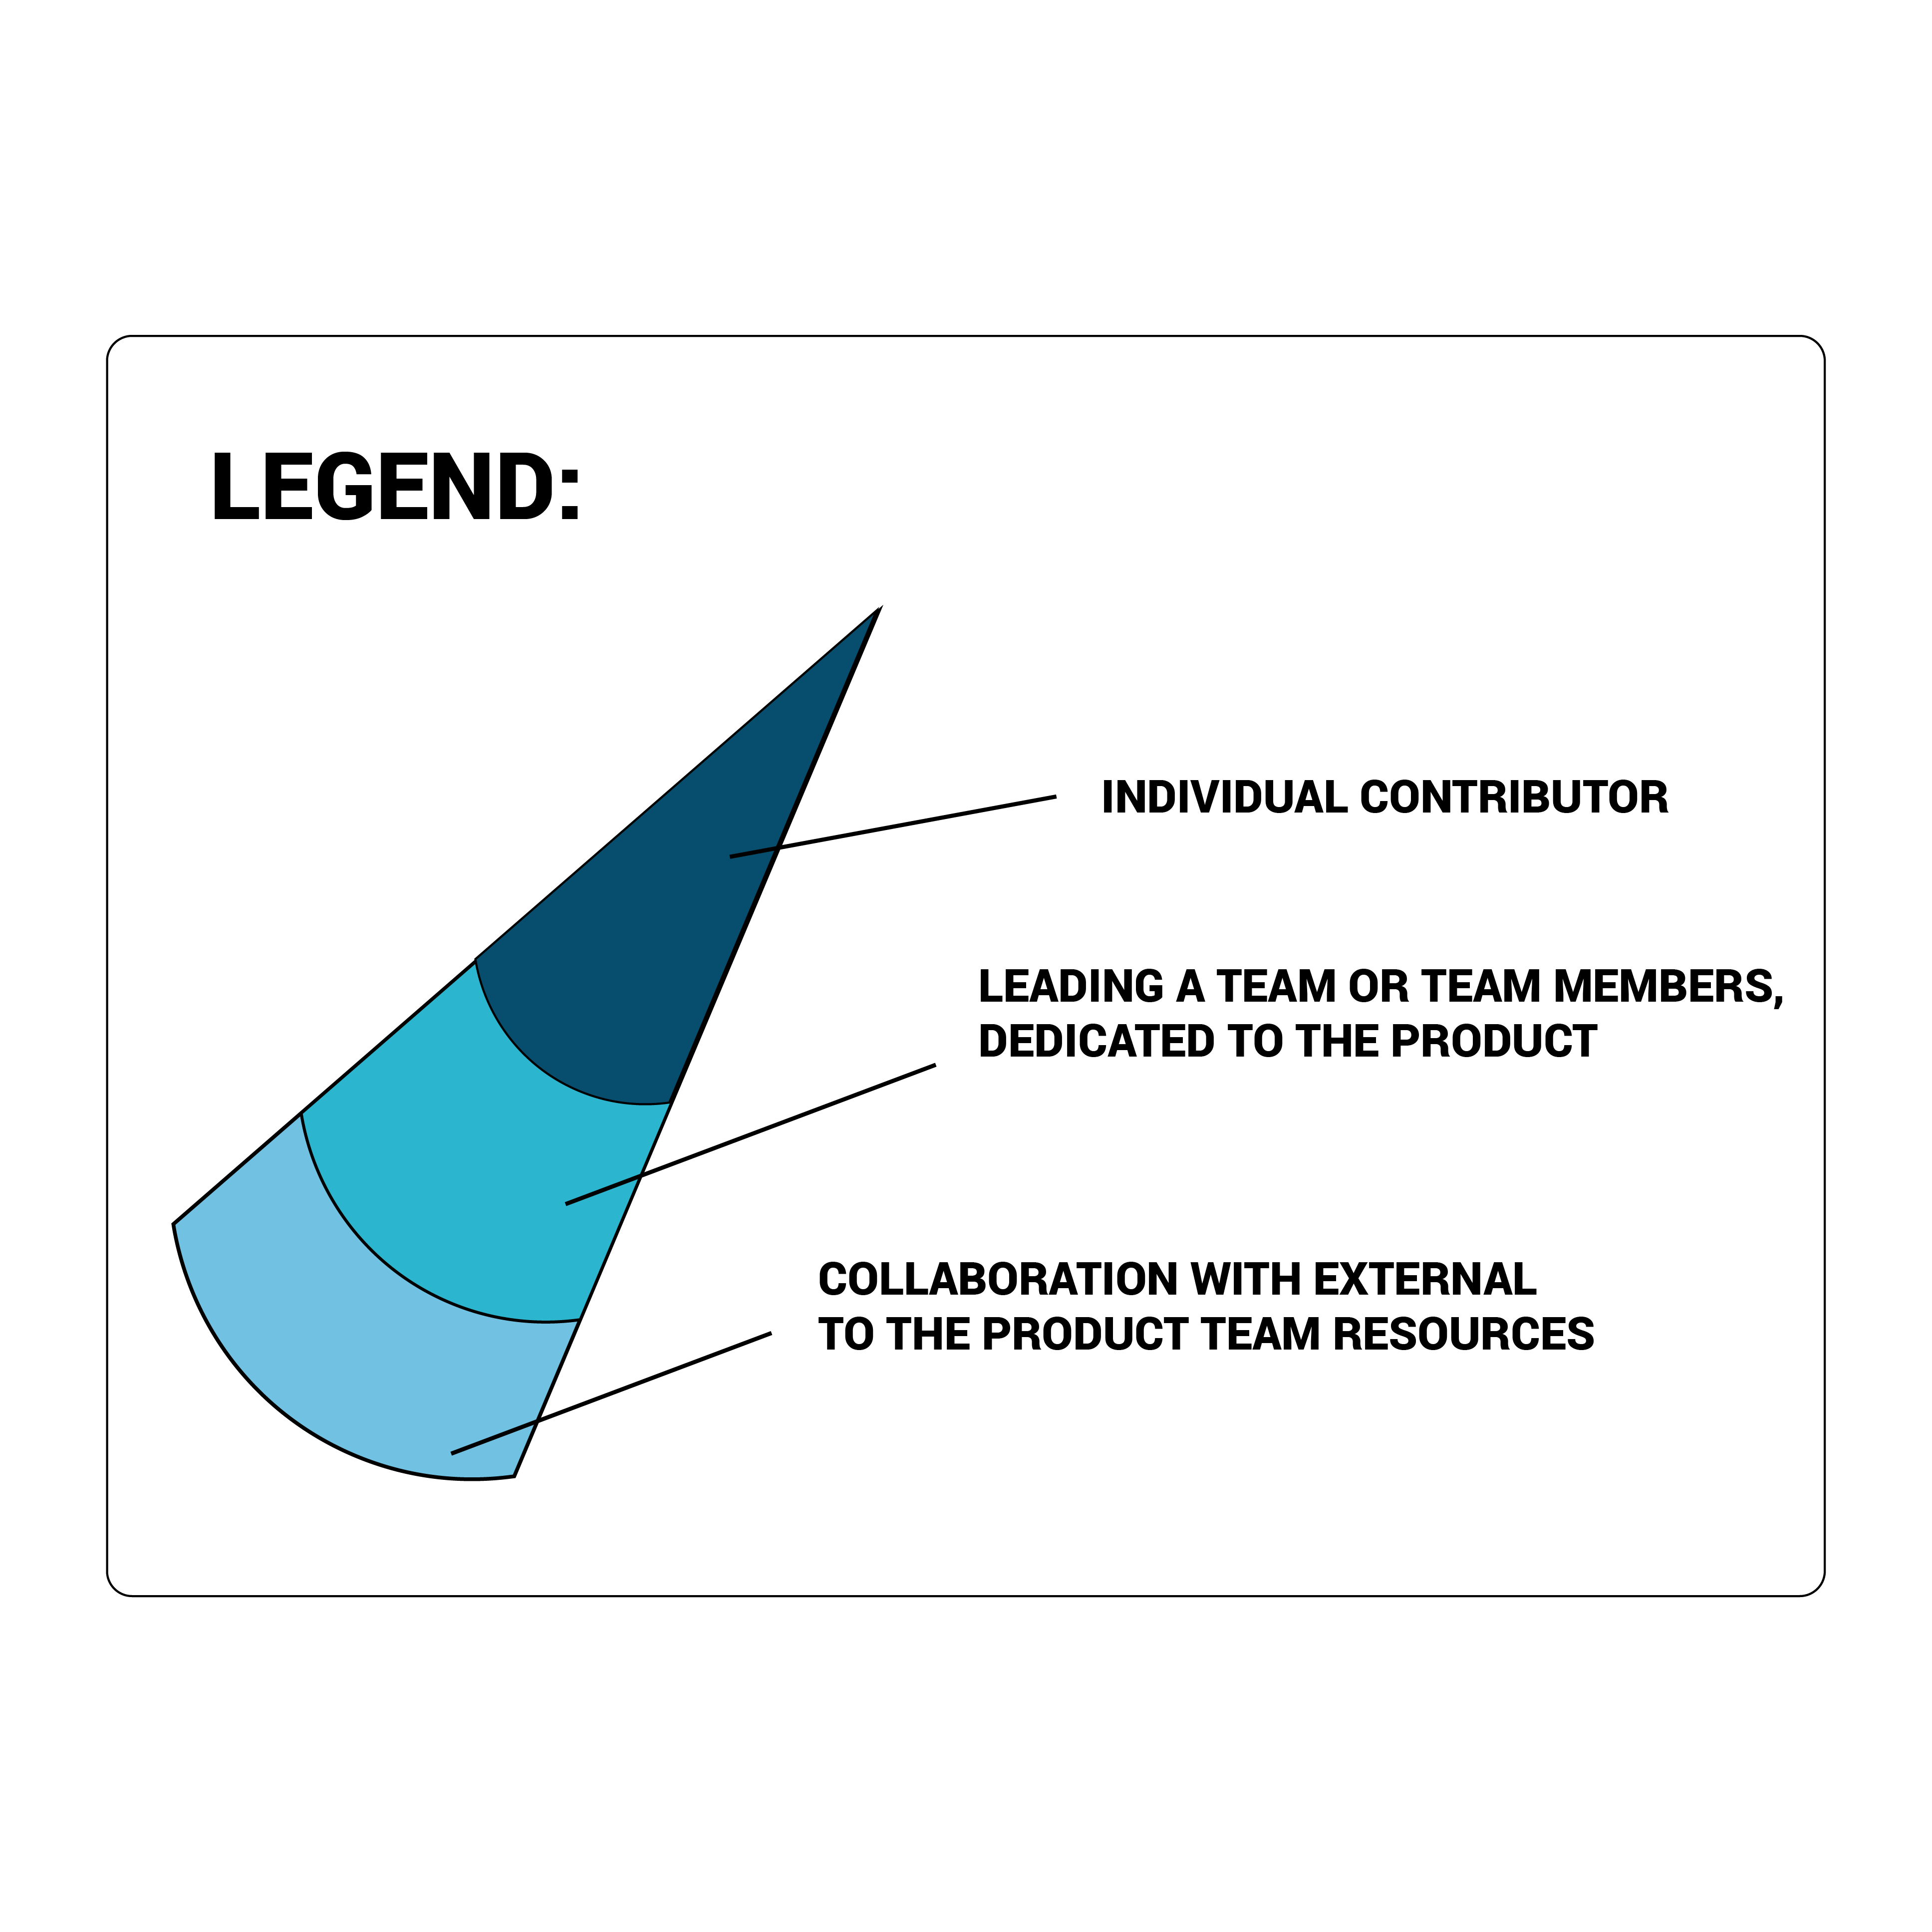 LEGEND:
INDIVIDUAL CONTRIBUTOR
LEADING A TEAM OR TEAM MEMBERS,
DEDICATED TO THE PRODUCT
COLLABORATION WITH EXTERNAL
TO THE PRODUCT TEAM RESOURCES